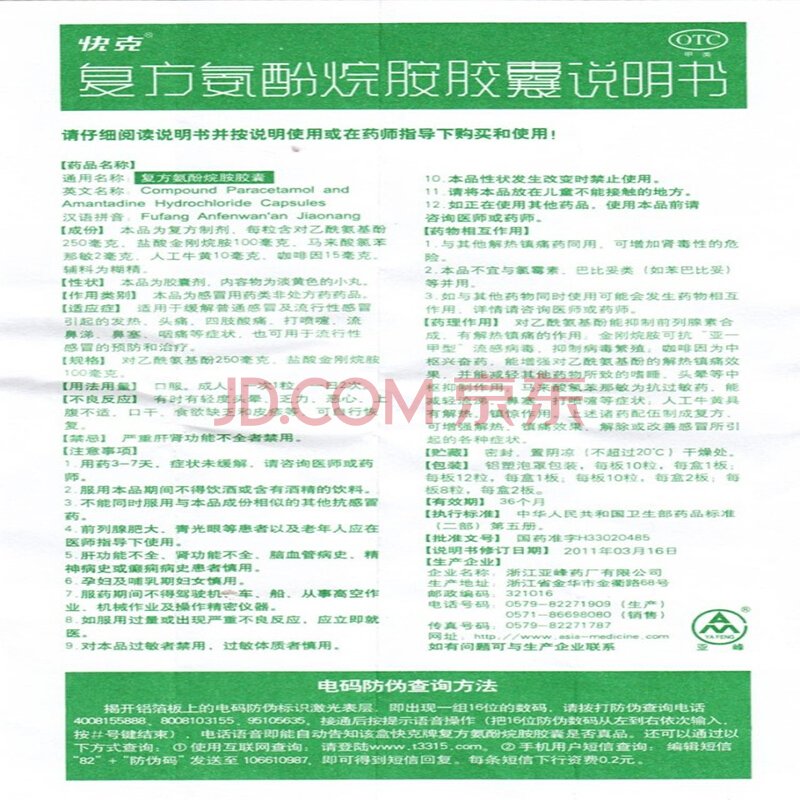 快克®
OTC
甲类
复方氨酚烷胺胶囊说明书
请仔细阅读说明书并按说明使用或在药师指导下购买和使用!
【药品名称】
通用名称: 复方氨酚烷胺胶囊
英文名称: Compound Paracetamol and
Amantadine Hydrochloride Capsules
汉语拼音: Fufang Anfenwan'an Jiaonang
【成份】 本品为复方制剂, 每粒含对乙酰氨基酚
250毫克, 盐酸金刚烷胺100毫克, 马来酸氯苯
那敏2毫克, 人工牛黄10毫克, 咖啡因15毫克。
辅料为糊精。
【性状】 本品为胶囊剂, 内容物为淡黄色的小丸。
【作用类别】 本品为感冒用药类非处方药药品。
【适应症】 适用于缓解普通感冒及流行性感冒
引起的发热、头痛、四肢酸痛、打喷嚏、流
鼻涕、鼻塞、咽痛等症状, 也可用于流行性
感冒的预防和治疗。
【规格】 对乙酰氨基酚250毫克, 盐酸金刚烷胺
100毫克。
【用法用量】 口服。成人, 一次1粒, 一日2次。
【不良反应】 有时有轻度头晕、乏力、恶心、上
腹不适、口干、食欲缺乏和皮疹等, 可自行恢
复。
【禁忌】 严重肝肾功能不全者禁用。
【注意事项】
1.用药3-7天, 症状未缓解, 请咨询医师或药
师。
2.服用本品期间不得饮酒或含有酒精的饮料。
3.不能同时服用与本品成份相似的其他抗感冒
药。
4.前列腺肥大、青光眼等患者以及老年人应在
医师指导下使用。
5.肝功能不全、肾功能不全、脑血管病史、精
神病史或癫痫病史患者慎用。
6.孕妇及哺乳期妇女慎用。
7.服药期间不得驾驶机、车、船、从事高空作
业、机械作业及操作精密仪器。
8.如服用过量或出现严重不良反应, 应立即就
医。
9.对本品过敏者禁用, 过敏体质者慎用。
10.本品性状发生改变时禁止使用。
11.请将本品放在儿童不能接触的地方。
12.如正在使用其他药品, 使用本品前请
咨询医师或药师。
【药物相互作用】
1.与其他解热镇痛药同用, 可增加肾毒性的危
险。
2.本品不宜与氯霉素、巴比妥类 (如苯巴比妥)
等并用。
3.如与其他药物同时使用可能会发生药物相互
作用, 详情请咨询医师或药师。
【药理作用】 对乙酰氨基酚能抑制前列腺素合
成, 有解热镇痛的作用, 金刚烷胺可抗“亚一
甲型”流感病毒, 抑制病毒繁殖, 咖啡因为中
枢兴奋药, 能增强对乙酰氨基酚的解热镇痛效
果, 并能减轻其他药物所致的嗜睡、头晕等中
枢抑制作用, 马来酸氯苯那敏为抗过敏药, 能
减轻流涕、鼻塞、打喷嚏等症状; 人工牛黄具
有解热、镇惊作用。上述诸药配伍制成复方,
可增强解热、镇痛效果, 解除或改善感冒所引
起的各种症状。
【贮藏】 密封, 置阴凉 (不超过20℃) 干燥处。
【包装】 铝塑泡罩包装, 每板10粒, 每盒1板;
每板12粒, 每盒1板; 每板10粒, 每盒2板; 每
板8粒, 每盒2板。
【有效期】 36个月
【执行标准】 中华人民共和国卫生部药品标准
(二部) 第五册。
【批准文号】 国药准字H33020485
【说明书修订日期】 2011年03月16日
【生产企业】
企业名称: 浙江亚峰药厂有限公司
生产地址: 浙江省金华市金衢路68号
邮政编码: 321016
电话号码: 0579-82271909 (生产)
0571-86698080 (销售)
传真号码: 0579-82271787
网址: http://www.asia-medicine.com
如有问题可与生产企业联系
®
YA FENG
亚峰
JD.COM 京东
电码防伪查询方法
揭开铝箔板上的电码防伪标识激光表层, 即出现一组16位的数码, 请拨打防伪查询电话
4008155888、8008103155、95105635, 接通后按提示语音操作 (把16位防伪数码从左到右依次输入,
按#号键结束), 电话语音即能自动告知该盒快克牌复方氨酚烷胺胶囊是否真品。还可以通过以
下方式查询: ①使用互联网查询: 请登陆www.t3315.com。②手机用户短信查询: 编辑短信
“82”+“防伪码”发送至 106610987, 即可得到短信回复。每条短信下行资费0.2元。